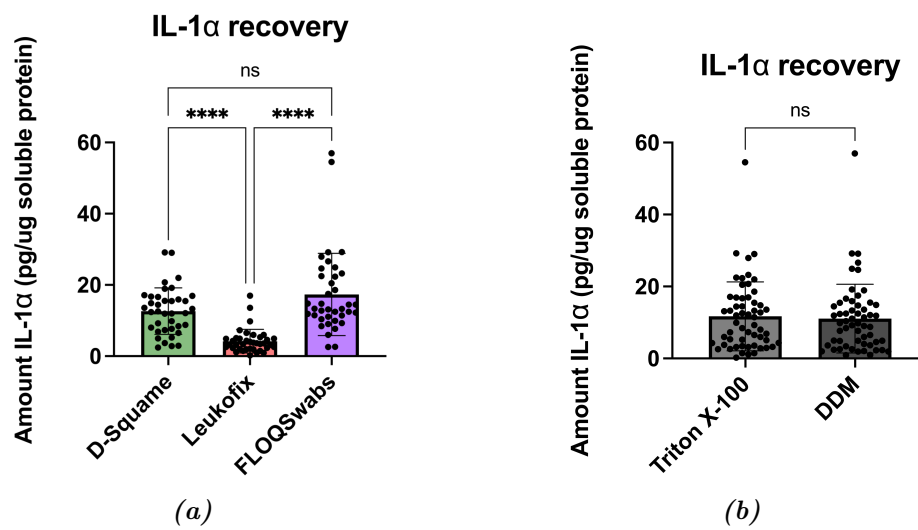 IL-1α recovery
ns
**** ****
Amount IL-1α (pg/ug soluble protein)
60
40
20
0
D-Squame
Leukofix
FLOQSwabs
(a)
IL-1α recovery
ns
Amount IL-1α (pg/ug soluble protein)
60
40
20
0
Triton X-100
DDM
(b)